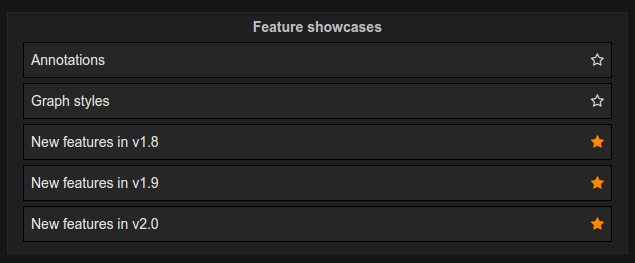 Feature showcases
Annotations
Graph styles
New features in v1.8
New features in v1.9
New features in v2.0